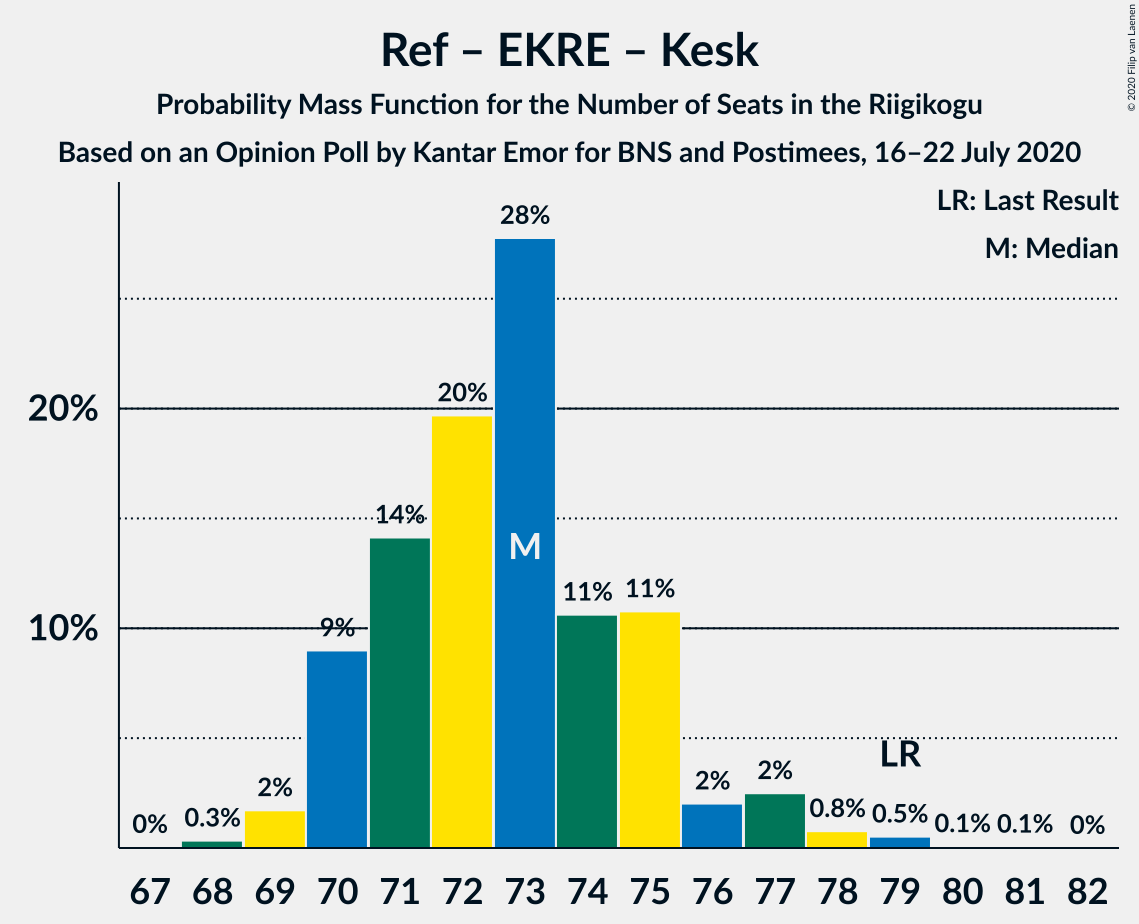 Ref – EKRE – Kesk
Probability Mass Function for the Number of Seats in the Riigikogu
Based on an Opinion Poll by Kantar Emor for BNS and Postimees, 16–22 July 2020
© 2020 Filip van Laenen
LR: Last Result
M: Median
28%
20%
20%
14%
M
11%
11%
10%
9%
LR
2%
2%
2%
0.8%
0.5%
0.3%
0%
0.1%
0.1%
0%
67 68 69 70 71 72 73 74 75 76 77 78 79 80 81 82